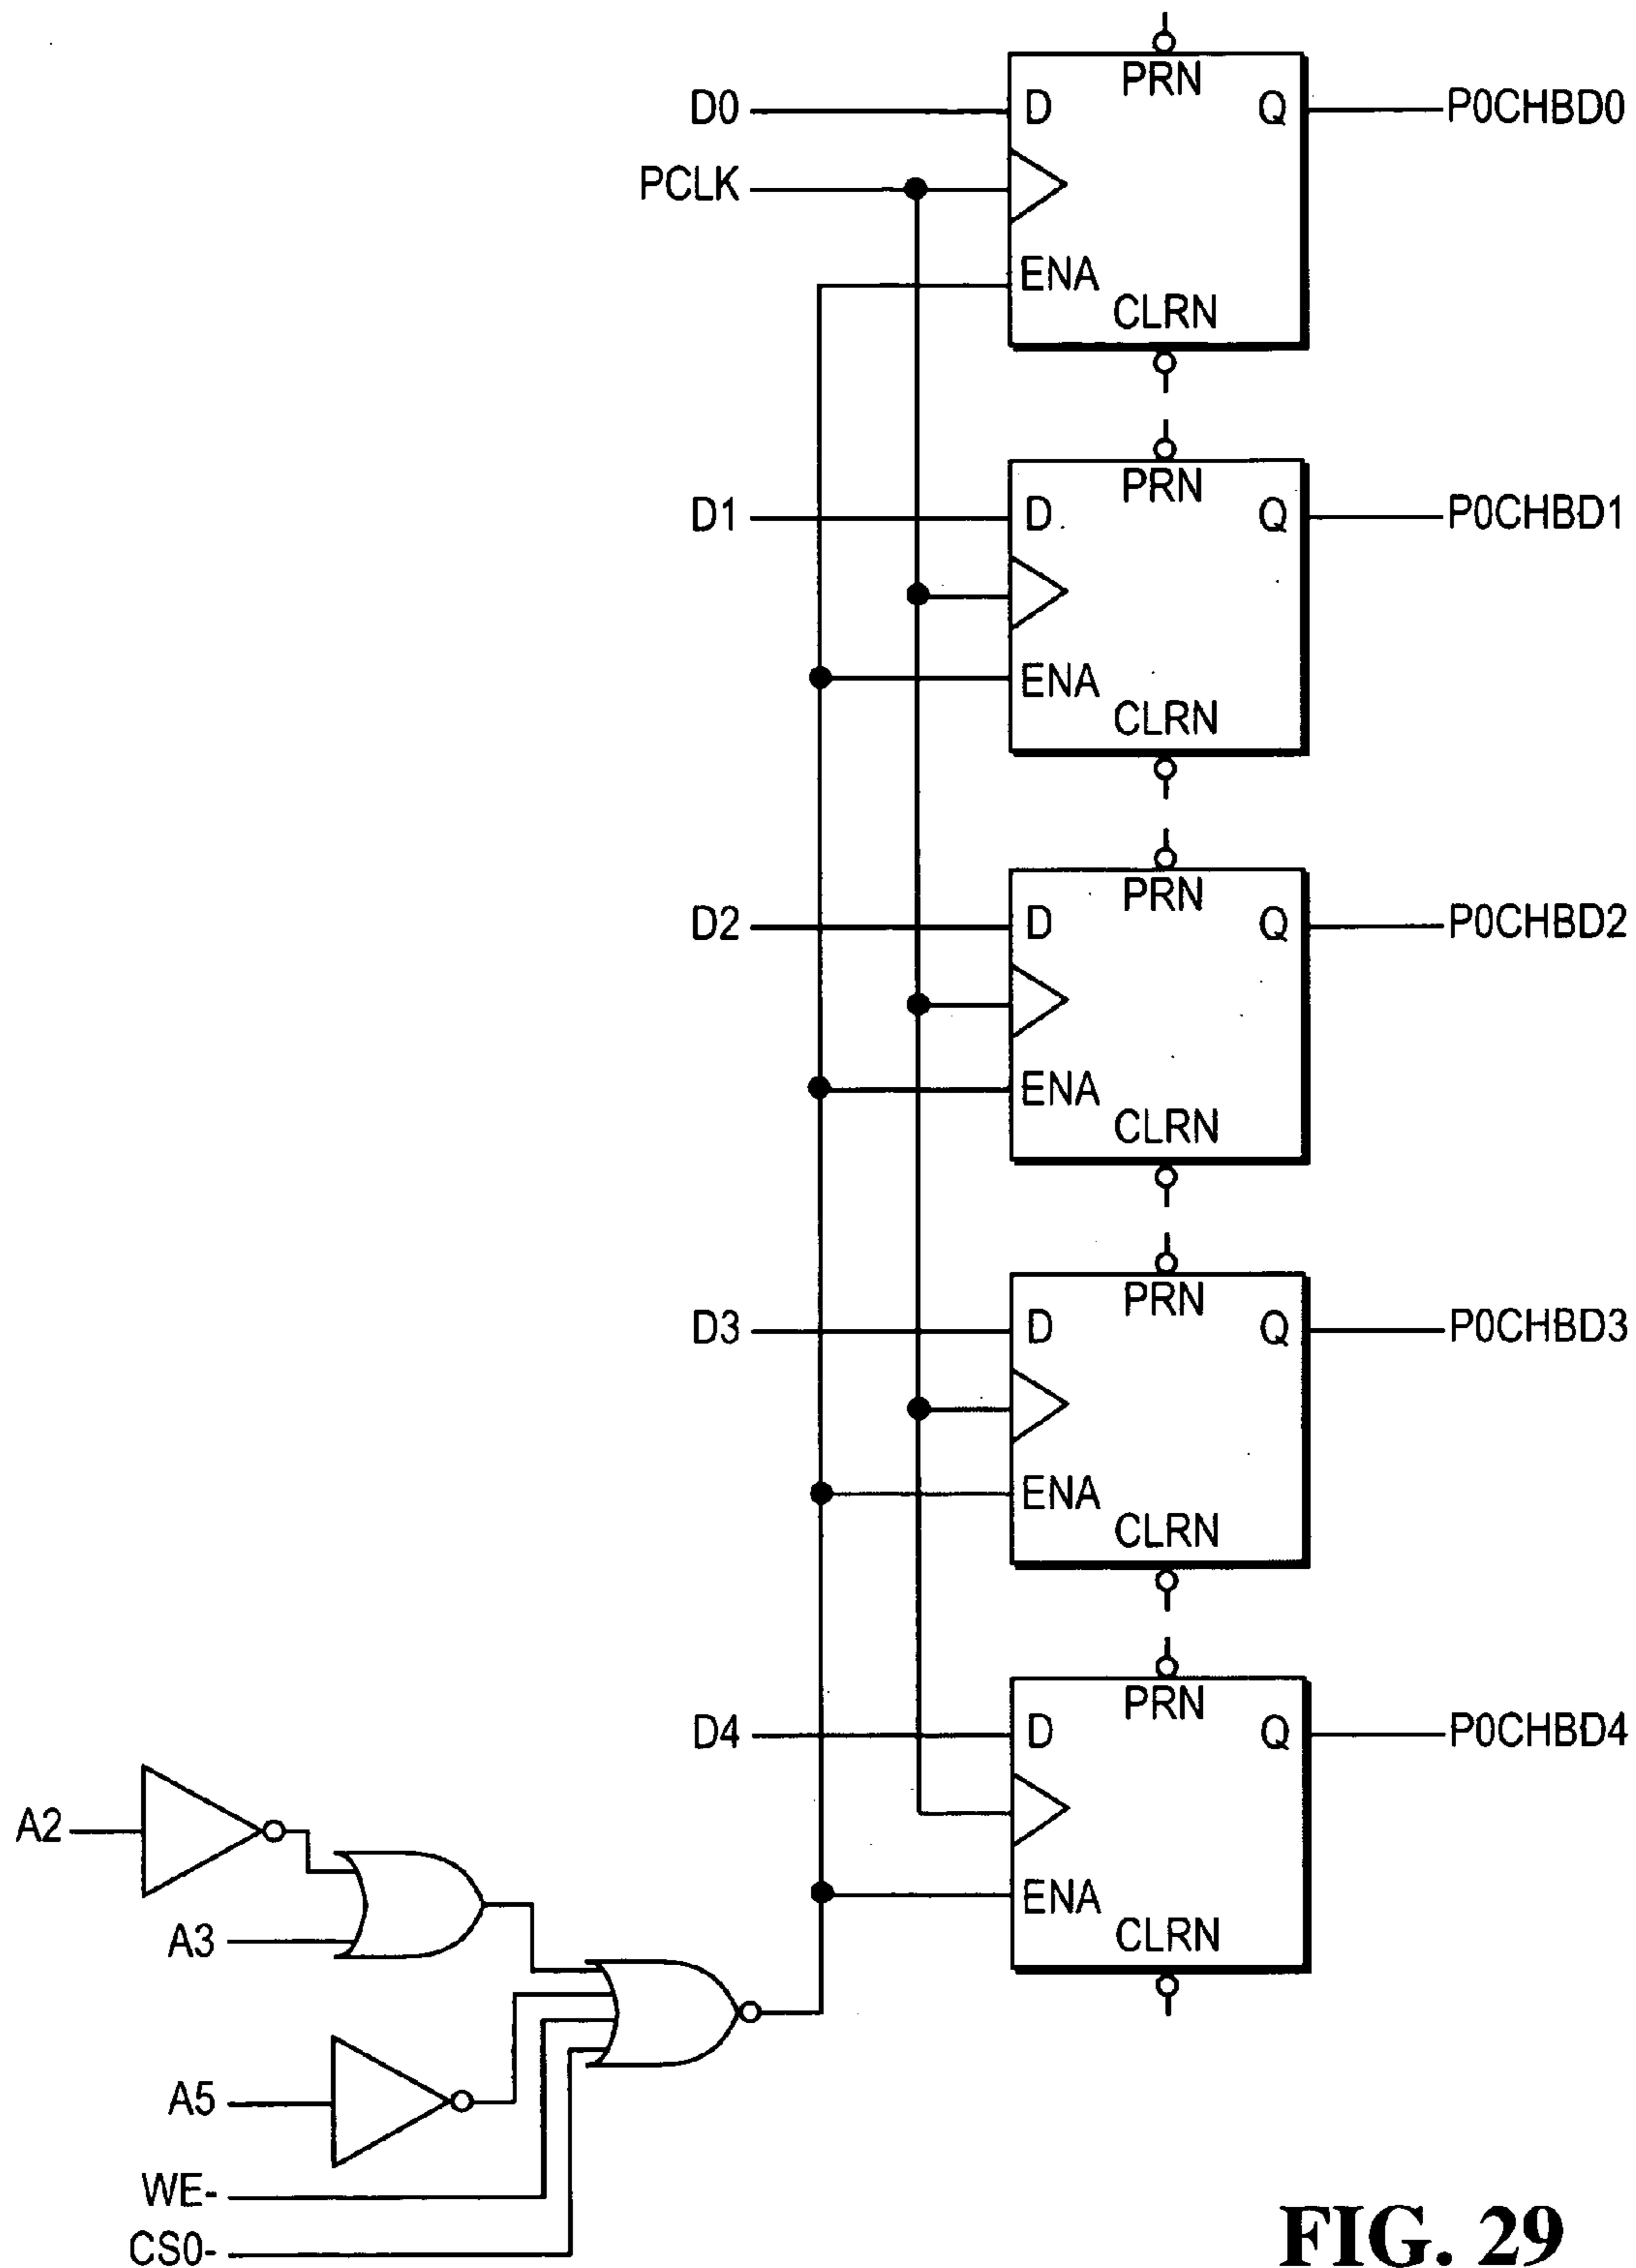 PRN
D0 D Q P0CHBD0
PCLK
ENA
CLRN
PRN
D1 D Q P0CHBD1
ENA
CLRN
PRN
D2 D Q P0CHBD2
ENA
CLRN
PRN
D3 D Q P0CHBD3
ENA
CLRN
PRN
D4 D Q P0CHBD4
A2
ENA
CLRN
A3
A5
WE-
CS0-
FIG. 29